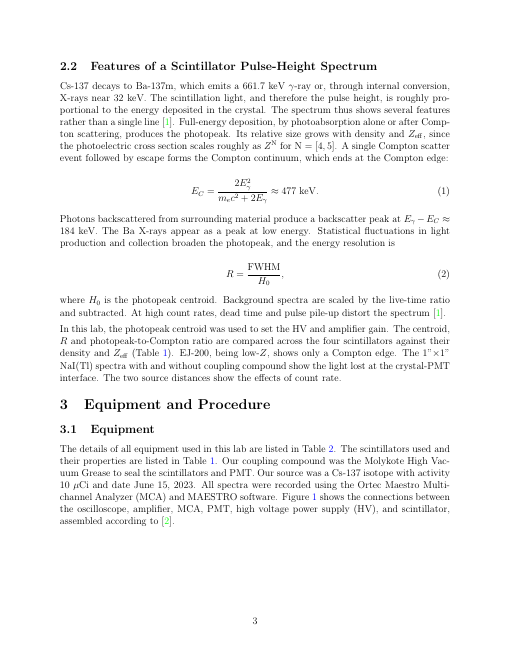 2.2 Features of a Scintillator Pulse-Height Spectrum
Cs-137 decays to Ba-137m, which emits a 661.7 keV γ-ray or, through internal conversion,
X-rays near 32 keV. The scintillation light, and therefore the pulse height, is roughly pro-
portional to the energy deposited in the crystal. The spectrum thus shows several features
rather than a single line [1]. Full-energy deposition, by photoabsorption alone or after Comp-
ton scattering, produces the photopeak. Its relative size grows with density and Z_eff, since
the photoelectric cross section scales roughly as Z^N for N = [4, 5]. A single Compton scatter
event followed by escape forms the Compton continuum, which ends at the Compton edge:
E_C = 2E_γ^2 / (m_e c^2 + 2E_γ) ≈ 477 keV. (1)
Photons backscattered from surrounding material produce a backscatter peak at E_γ − E_C ≈
184 keV. The Ba X-rays appear as a peak at low energy. Statistical fluctuations in light
production and collection broaden the photopeak, and the energy resolution is
R = FWHM / H_0, (2)
where H_0 is the photopeak centroid. Background spectra are scaled by the live-time ratio
and subtracted. At high count rates, dead time and pulse pile-up distort the spectrum [1].
In this lab, the photopeak centroid was used to set the HV and amplifier gain. The centroid,
R and photopeak-to-Compton ratio are compared across the four scintillators against their
density and Z_eff (Table 1). EJ-200, being low-Z, shows only a Compton edge. The 1"×1"
NaI(Tl) spectra with and without coupling compound show the light lost at the crystal-PMT
interface. The two source distances show the effects of count rate.
3 Equipment and Procedure
3.1 Equipment
The details of all equipment used in this lab are listed in Table 2. The scintillators used and
their properties are listed in Table 1. Our coupling compound was the Molykote High Vac-
uum Grease to seal the scintillators and PMT. Our source was a Cs-137 isotope with activity
10 μCi and date June 15, 2023. All spectra were recorded using the Ortec Maestro Multi-
channel Analyzer (MCA) and MAESTRO software. Figure 1 shows the connections between
the oscilloscope, amplifier, MCA, PMT, high voltage power supply (HV), and scintillator,
assembled according to [2].
3